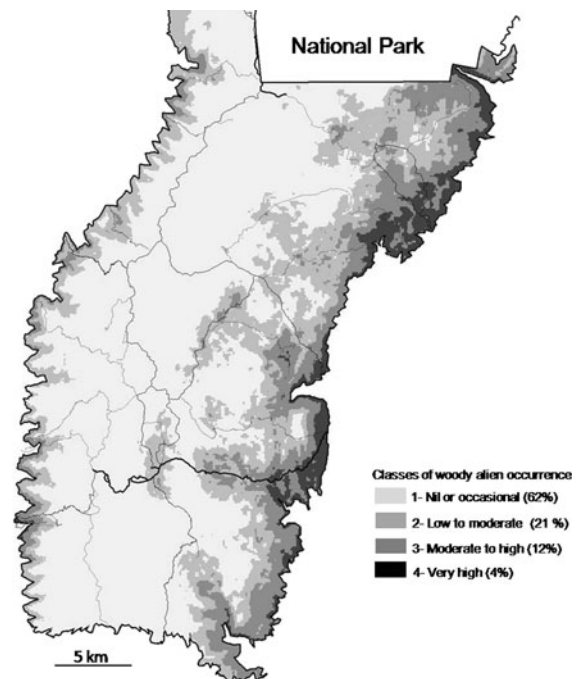 National Park
Classes of woody alien occurrence
1- Nil or occasional (62%)
2- Low to moderate (21 %)
3- Moderate to high (12%)
4- Very high (4%)
5 km